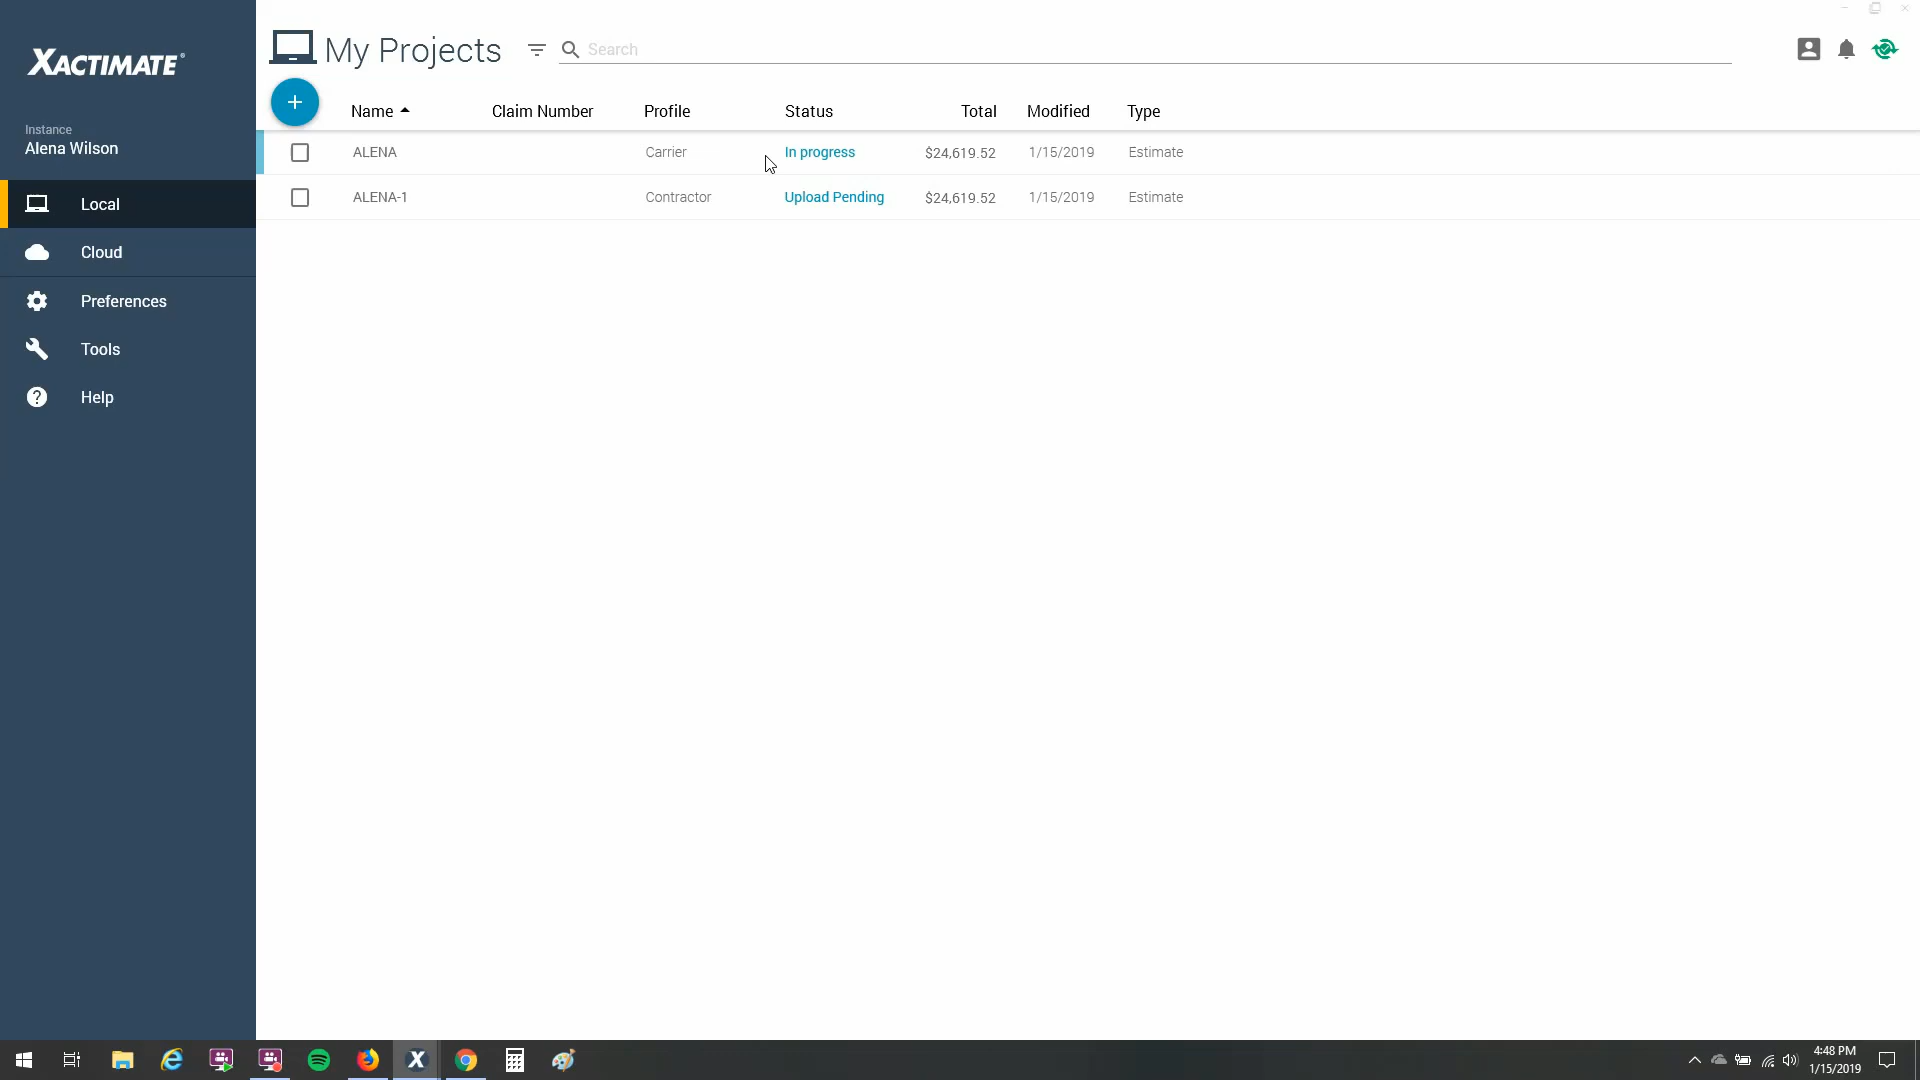 XACTIMATE®
Instance
Alena Wilson
Local
Cloud
Preferences
Tools
Help
My Projects
Search
Name Claim Number Profile Status Total Modified Type
ALENA Carrier In progress $24,619.52 1/15/2019 Estimate
ALENA-1 Contractor Upload Pending $24,619.52 1/15/2019 Estimate
4:48 PM
1/15/2019